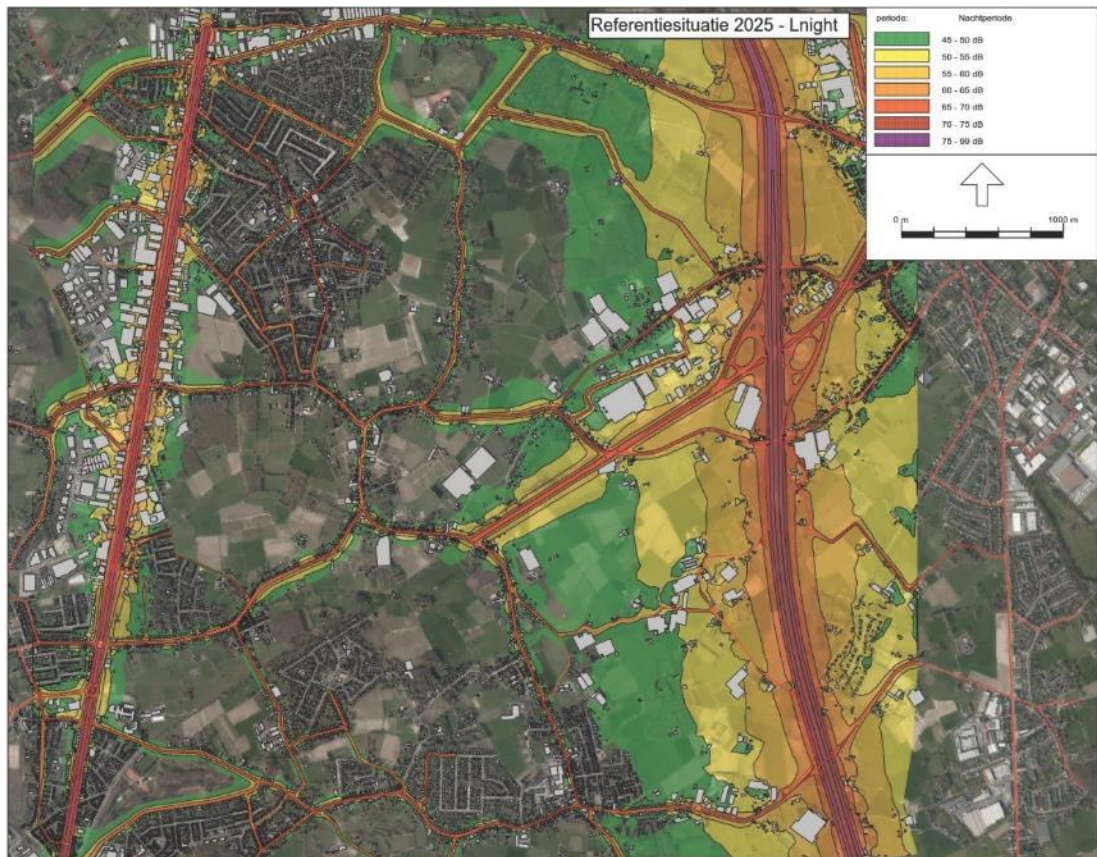 Referentiesituatie 2025 - Lnight
periode: Nachtperiode
45 - 50 dB
50 - 55 dB
55 - 60 dB
60 - 65 dB
65 - 70 dB
70 - 75 dB
75 - 99 dB
0 m 1000 m